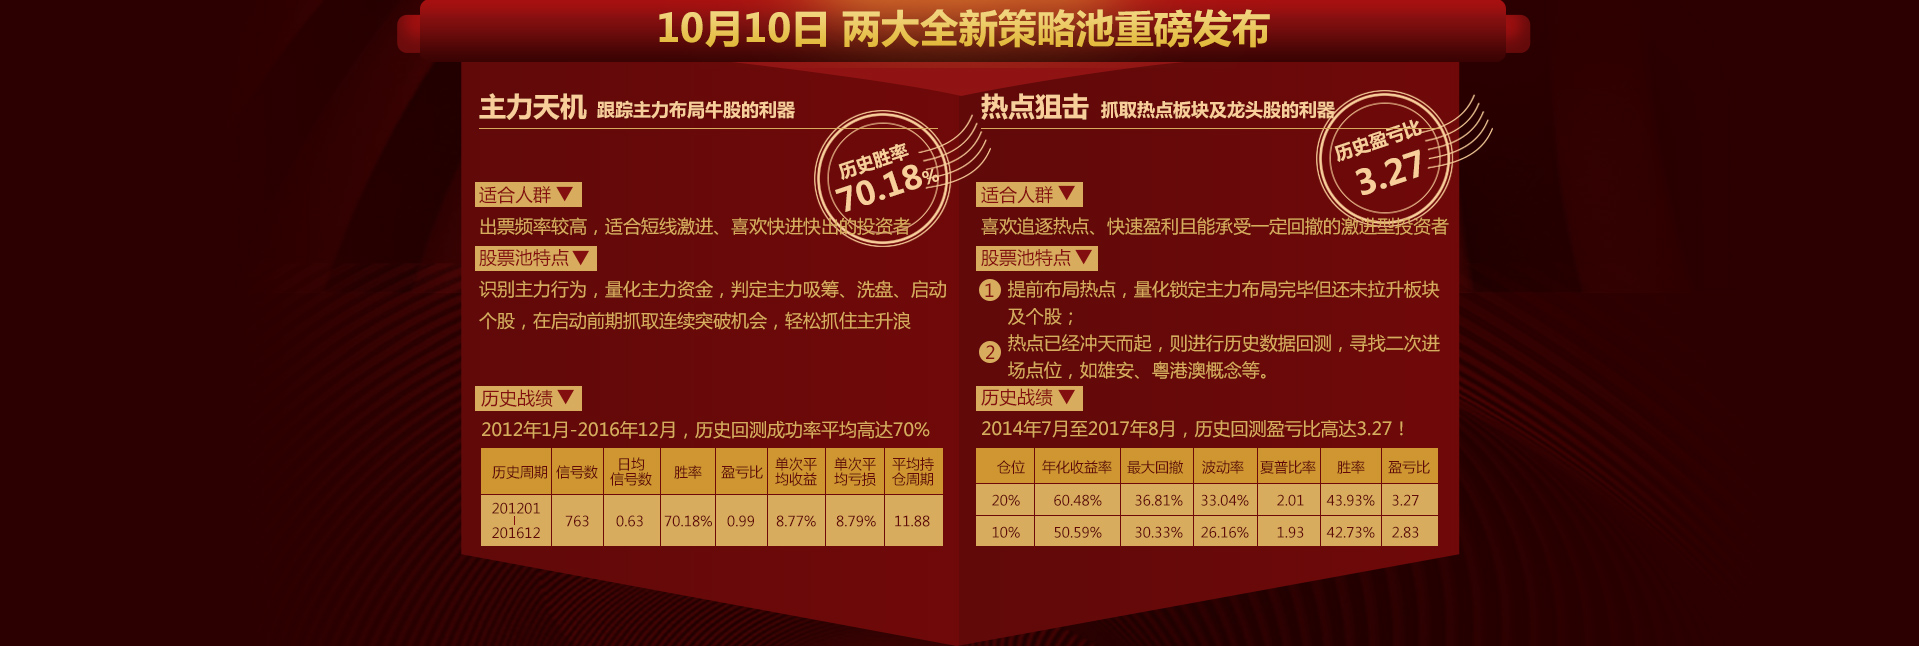 10月10日 两大全新策略池重磅发布
主力天机 跟踪主力布局牛股的利器
历史胜率
70.18%
适合人群▼
出票频率较高，适合短线激进、喜欢快进快出的投资者
股票池特点▼
识别主力行为，量化主力资金，判定主力吸筹、洗盘、启动
个股，在启动前期抓取连续突破机会，轻松抓住主升浪
历史战绩▼
2012年1月-2016年12月，历史回测成功率平均高达70%
历史周期 信号数 日均信号数 胜率 盈亏比 单次平均收益 单次平均亏损 平均持仓周期
201201|201612 763 0.63 70.18% 0.99 8.77% 8.79% 11.88
热点狙击 抓取热点板块及龙头股的利器
历史盈亏比
3.27
适合人群▼
喜欢追逐热点、快速盈利且能承受一定回撤的激进型投资者
股票池特点▼
1 提前布局热点，量化锁定主力布局完毕但还未拉升板块
及个股；
2 热点已经冲天而起，则进行历史数据回测，寻找二次进
场点位，如雄安、粤港澳概念等。
历史战绩▼
2014年7月至2017年8月，历史回测盈亏比高达3.27！
仓位 年化收益率 最大回撤 波动率 夏普比率 胜率 盈亏比
20% 60.48% 36.81% 33.04% 2.01 43.93% 3.27
10% 50.59% 30.33% 26.16% 1.93 42.73% 2.83